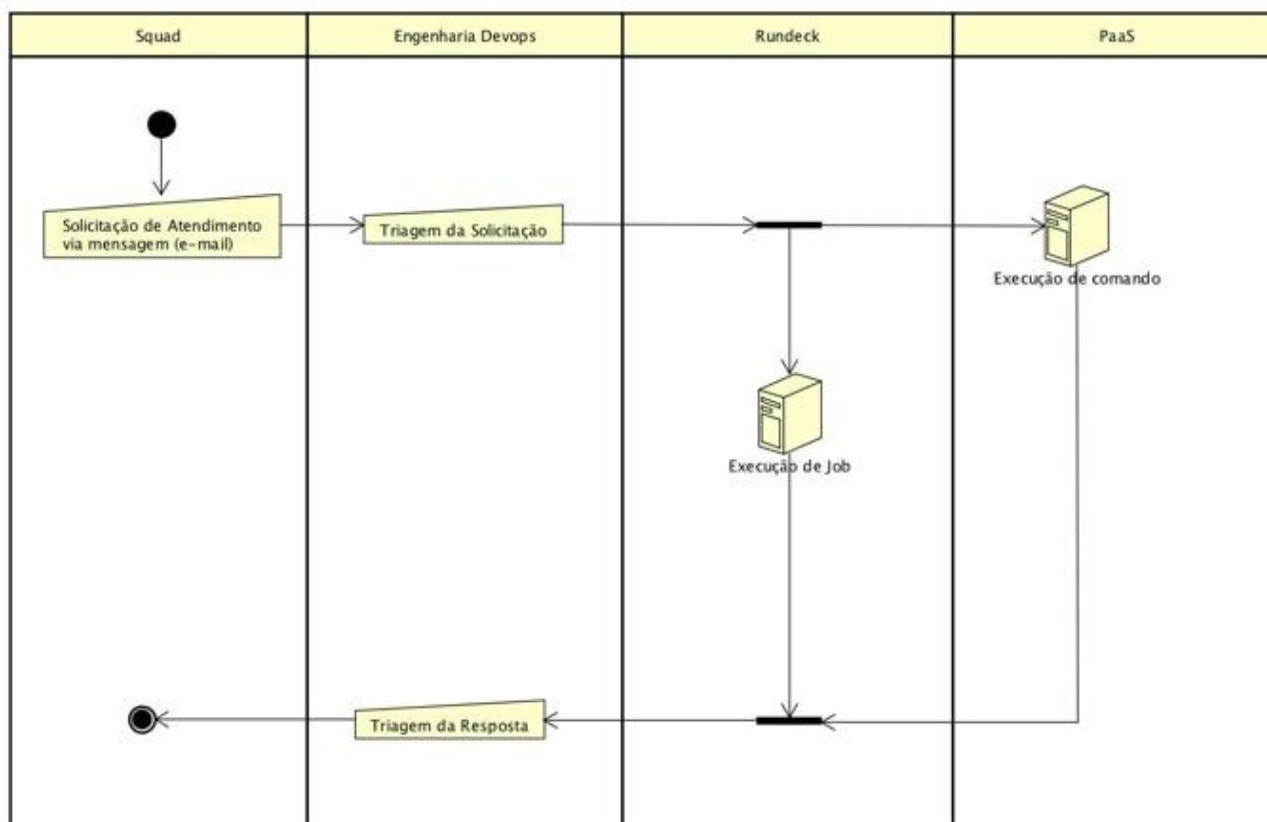 Squad
Engenharia Devops
Rundeck
PaaS
Solicitação de Atendimento
via mensagem (e-mail)
Triagem da Solicitação
Execução de comando
Execução de Job
Triagem da Resposta